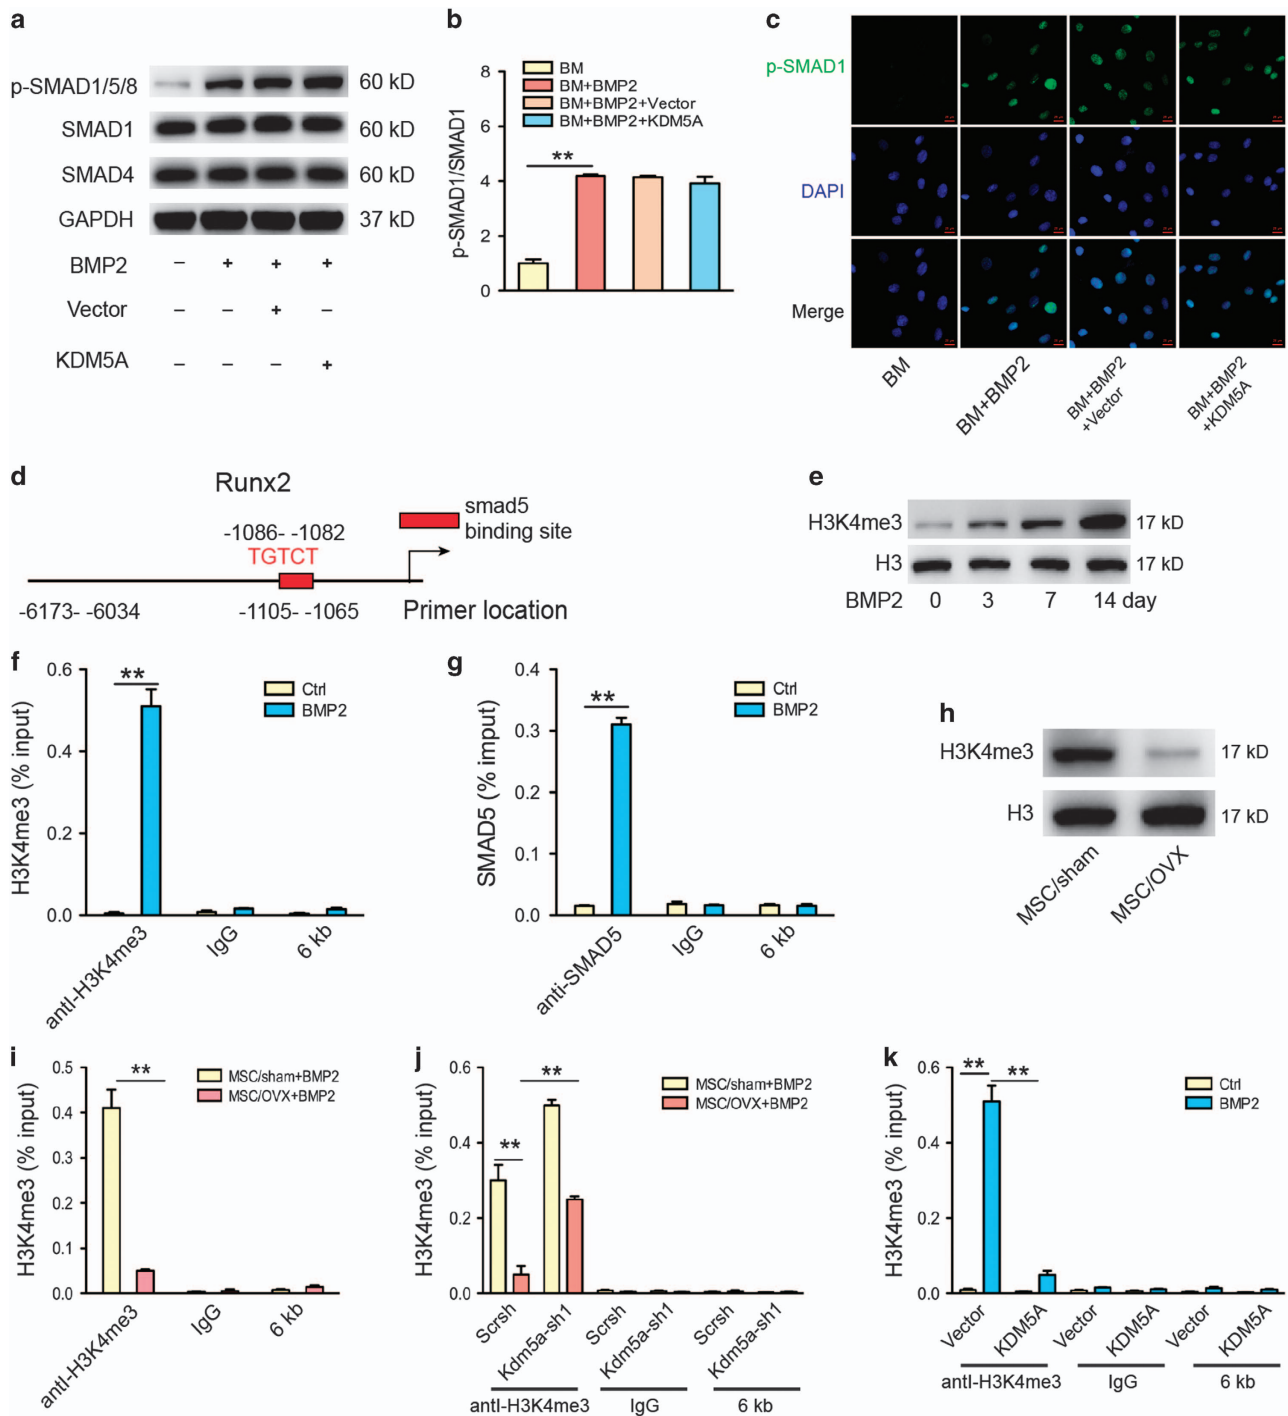 a
p-SMAD1/5/8 60 kD
SMAD1 60 kD
SMAD4 60 kD
GAPDH 37 kD
BMP2 – + + +
Vector – – + –
KDM5A – – – +
b
p-SMAD1/SMAD1
8
6
4
2
0
BM
BM+BMP2
BM+BMP2+Vector
BM+BMP2+KDM5A
**
c
p-SMAD1
DAPI
Merge
BM
BM+BMP2
BM+BMP2
+Vector
BM+BMP2
+KDM5A
d
Runx2
smad5
binding site
-1086- -1082
TGTCT
-6173- -6034
-1105- -1065
Primer location
e
H3K4me3 17 kD
H3 17 kD
BMP2 0 3 7 14 day
f
H3K4me3 (% input)
0.6
0.4
0.2
0.0
**
Ctrl
BMP2
antI-H3K4me3
IgG
6 kb
g
SMAD5 (% imput)
0.4
0.3
0.2
0.1
0.0
**
Ctrl
BMP2
anti-SMAD5
IgG
6 kb
h
H3K4me3 17 kD
H3 17 kD
MSC/sham
MSC/OVX
i
H3K4me3 (% input)
0.5
0.4
0.3
0.2
0.1
0.0
**
MSC/sham+BMP2
MSC/OVX+BMP2
antI-H3K4me3
IgG
6 kb
j
H3K4me3 (% input)
0.6
0.4
0.2
0.0
**
**
MSC/sham+BMP2
MSC/OVX+BMP2
Scrsh
Kdm5a-sh1
Scrsh
Kdm5a-sh1
Scrsh
Kdm5a-sh1
antI-H3K4me3 IgG 6 kb
k
H3K4me3 (% input)
0.6
0.4
0.2
0.0
** **
Ctrl
BMP2
Vector
KDM5A
Vector
KDM5A
Vector
KDM5A
antI-H3K4me3 IgG 6 kb